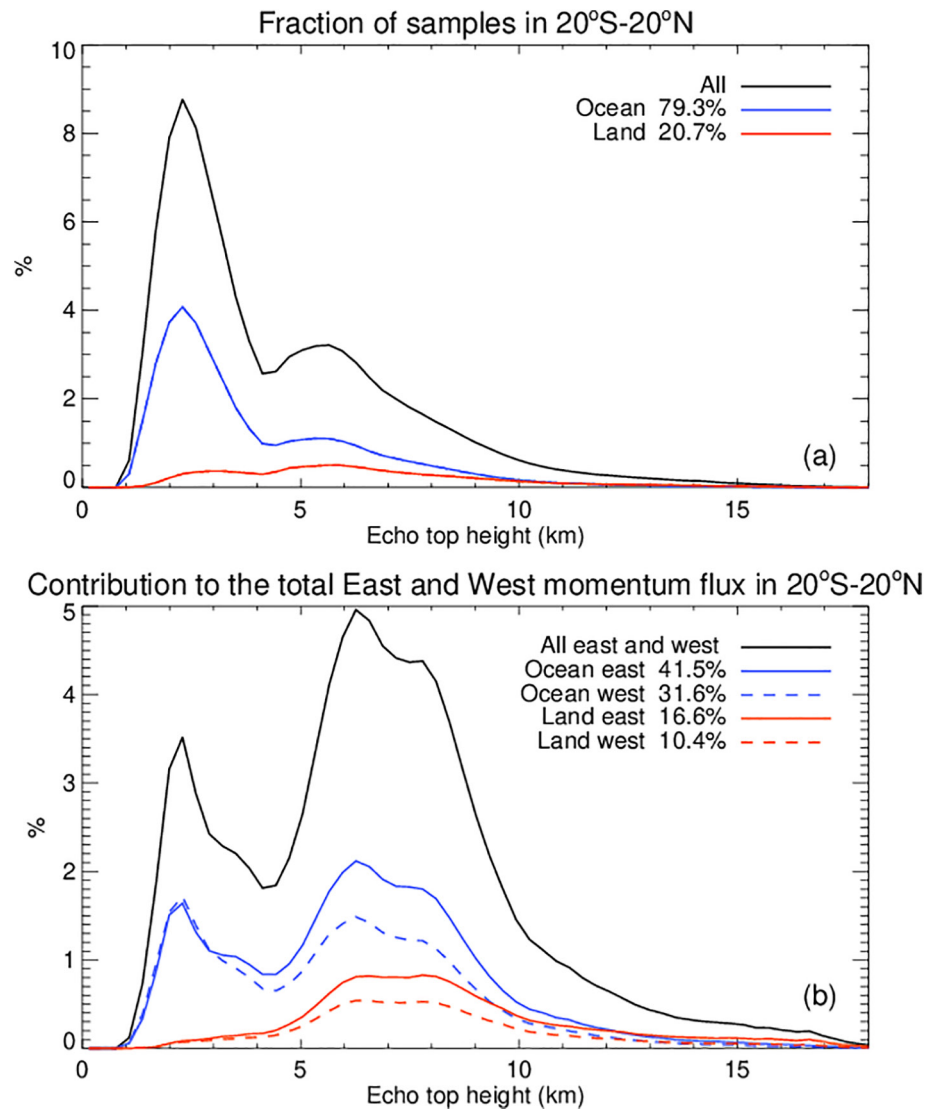 Fraction of samples in 20°S-20°N
10
8
6
4
2
0
%
All
Ocean 79.3%
Land 20.7%
(a)
0 5 10 15
Echo top height (km)
Contribution to the total East and West momentum flux in 20°S-20°N
5
4
3
2
1
0
%
All east and west
Ocean east 41.5%
Ocean west 31.6%
Land east 16.6%
Land west 10.4%
(b)
0 5 10 15
Echo top height (km)